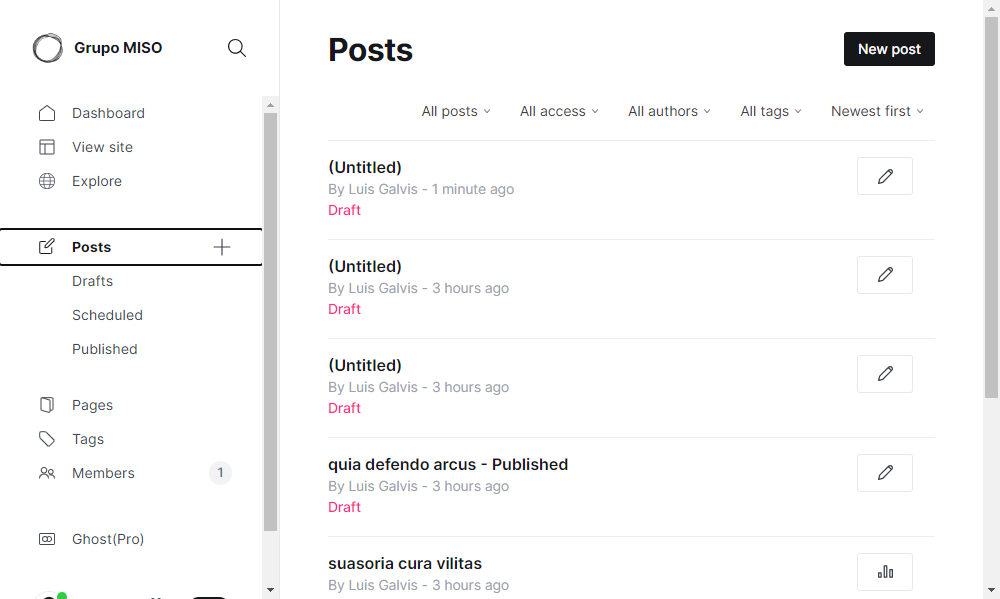 Grupo MISO
Dashboard
View site
Explore
Posts
Drafts
Scheduled
Published
Pages
Tags
Members 1
Ghost(Pro)
Posts
New post
All posts All access All authors All tags Newest first
(Untitled)
By Luis Galvis - 1 minute ago
Draft
(Untitled)
By Luis Galvis - 3 hours ago
Draft
(Untitled)
By Luis Galvis - 3 hours ago
Draft
quia defendo arcus - Published
By Luis Galvis - 3 hours ago
Draft
suasoria cura vilitas
By Luis Galvis - 3 hours ago